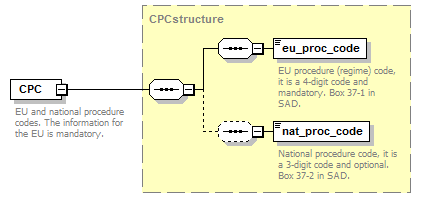 CPCstructure
eu_proc_code
EU procedure (regime) code,
it is a 4-digit code and
mandatory. Box 37-1 in
SAD.
CPC
EU and national procedure
codes. The information for
the EU is mandatory.
nat_proc_code
National procedure code, it is
a 3-digit code and optional.
Box 37-2 in SAD.